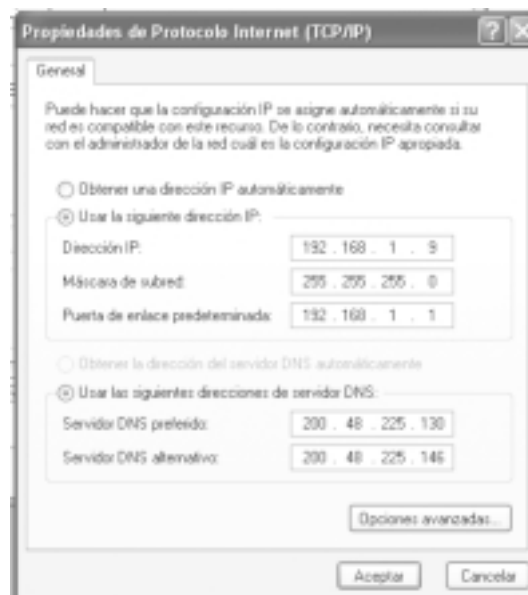 Propiedades de Protocolo Internet (TCP/IP)
General
Puede hacer que la configuración IP se asigne automáticamente si su
red es compatible con este recurso. De lo contrario, necesita consultar
con el administrador de la red cuál es la configuración IP apropiada.
Obtener una dirección IP automáticamente
Usar la siguiente dirección IP:
Dirección IP: 192 . 168 . 1 . 9
Máscara de subred: 255 . 255 . 255 . 0
Puerta de enlace predeterminada: 192 . 168 . 1 . 1
Obtener la dirección del servidor DNS automáticamente
Usar las siguientes direcciones de servidor DNS:
Servidor DNS preferido: 200 . 48 . 225 . 130
Servidor DNS alternativo: 200 . 48 . 225 . 146
Opciones avanzadas...
Aceptar Cancelar